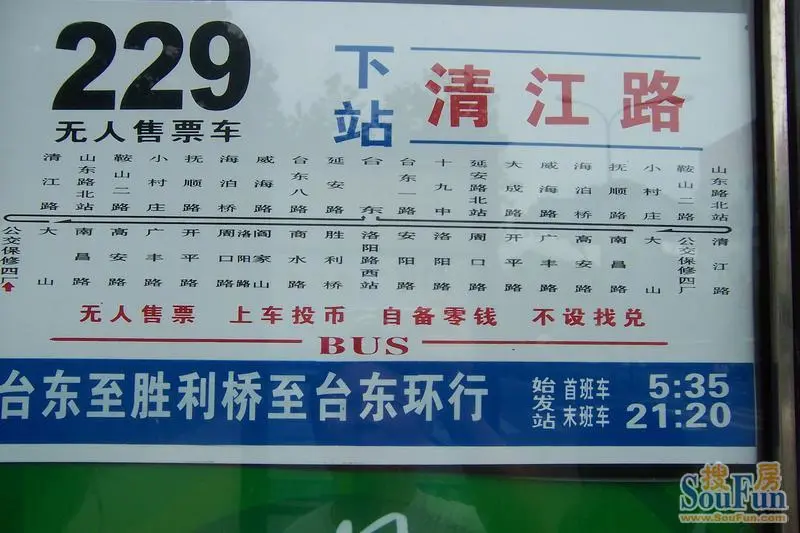 229
无人售票车
下站
清江路
清江路 山东路北站 鞍山二路 小村庄 抚顺路 海泊桥 威海路 台东八路 延安路 台东 台东一路 十九中 延安路北站 大成路 威海路 海泊桥 抚顺路 小村庄 鞍山二路 山东路北站
公交保修四厂 大山 南昌路 高安路 广丰路 开平路 周口路 洛阳路 阎家山 商水路 胜利桥 洛阳路西站 安阳路 洛阳路 周口路 开平路 高安路 南昌路 大山 公交保修四厂 清江路
无人售票 上车投币 自备零钱 不设找兑
BUS
台东至胜利桥至台东环行
始发站
首班车 5:35
末班车 21:20
搜房
SouFun
www.SouFun.com